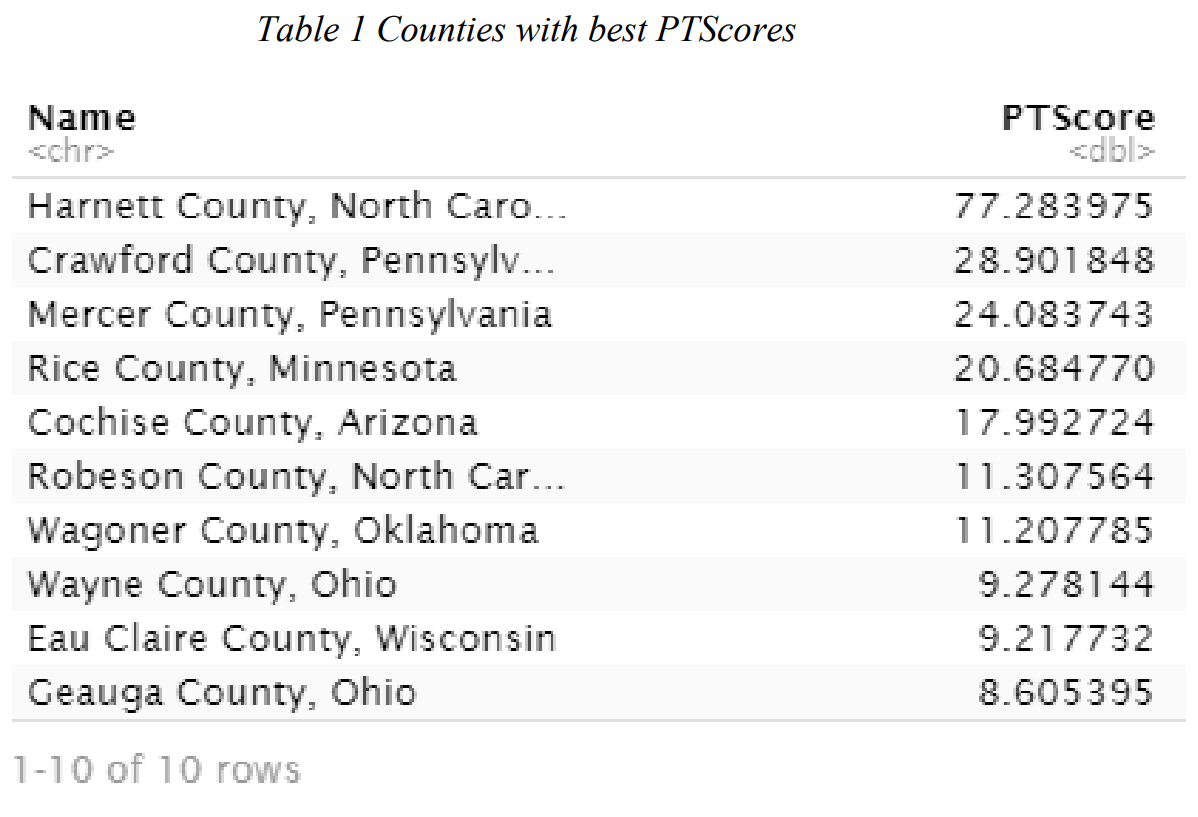 Table 1 Counties with best PTScores
Name PTScore
<chr> <dbl>
Harnett County, North Caro... 77.283975
Crawford County, Pennsylv... 28.901848
Mercer County, Pennsylvania 24.083743
Rice County, Minnesota 20.684770
Cochise County, Arizona 17.992724
Robeson County, North Car... 11.307564
Wagoner County, Oklahoma 11.207785
Wayne County, Ohio 9.278144
Eau Claire County, Wisconsin 9.217732
Geauga County, Ohio 8.605395
1-10 of 10 rows